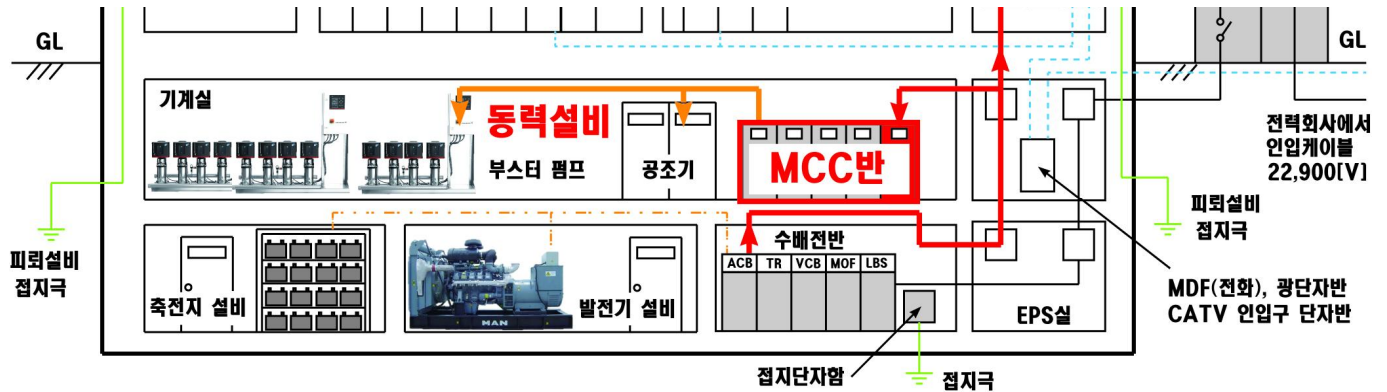 GL
GL
기계실
동력설비
부스터 펌프
공조기
MCC반
전력회사에서
인입케이블
22,900[V]
피뢰설비
접지극
피뢰설비
접지극
수배전반
ACB
TR
VCB
MOF
LBS
축전지 설비
MAN
발전기 설비
EPS실
MDF(전화), 광단자반
CATV 인입구 단자반
접지단자함
접지극